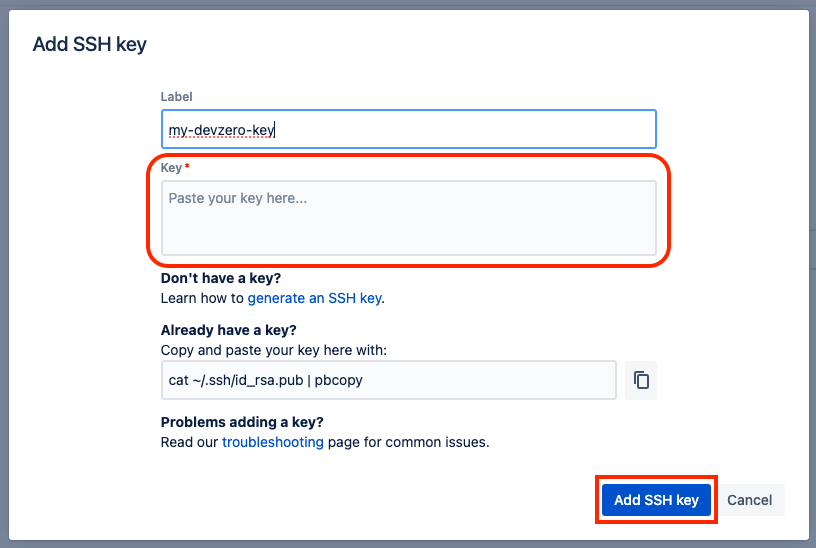 Add SSH key
Label
my-devzero-key
Key *
Paste your key here...
Don't have a key?
Learn how to generate an SSH key.
Already have a key?
Copy and paste your key here with:
cat ~/.ssh/id_rsa.pub | pbcopy
Problems adding a key?
Read our troubleshooting page for common issues.
Add SSH key Cancel